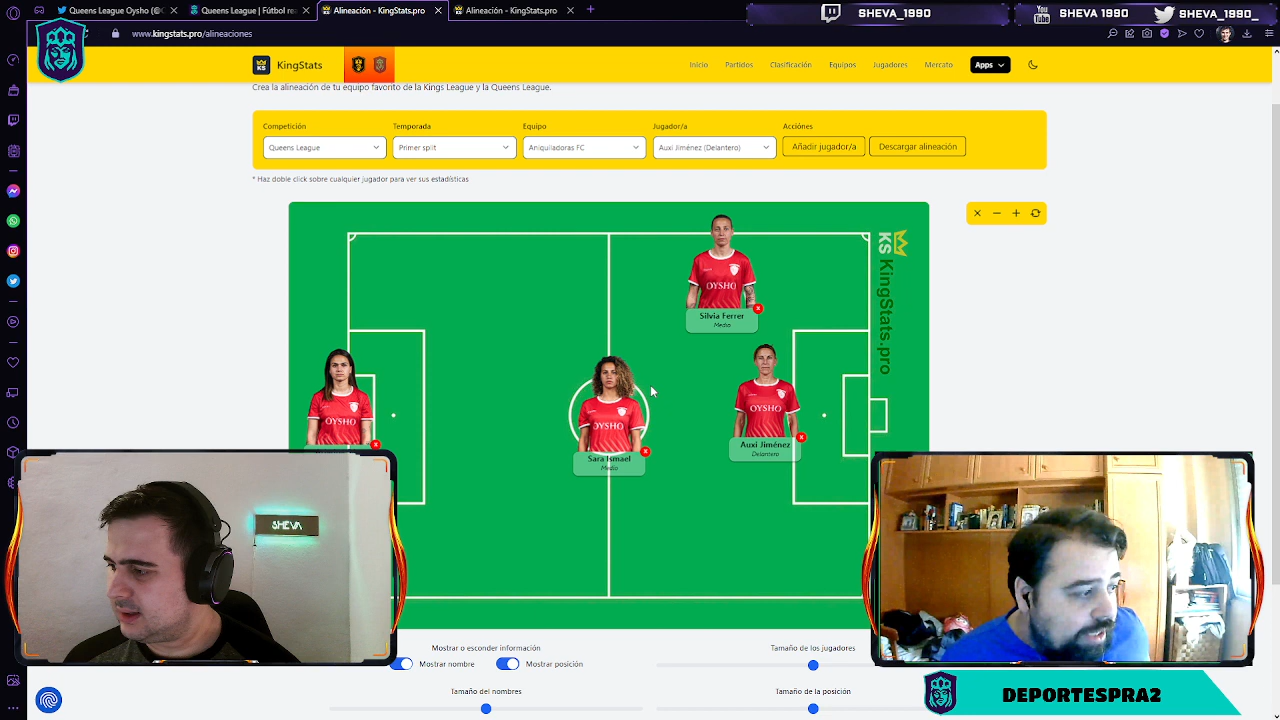 Queens League Oysho (@Q
Queens League | Fútbol rea
Alineación - KingStats.pro
Alineación - KingStats.pro
SHEVA_1990
You Tube SHEVA 1990
SHEVA_1990_
www.kingstats.pro/alineaciones
KS KingStats
Inicio
Partidos
Clasificación
Equipos
Jugadores
Mercato
Apps
Crea la alineación de tu equipo favorito de la Kings League y la Queens League.
Competición
Temporada
Equipo
Jugador/a
Acciónes
Queens League
Primer split
Aniquiladoras FC
Auxi Jiménez (Delantero)
Añadir jugador/a
Descargar alineación
* Haz doble click sobre cualquier jugador para ver sus estadísticas
KS
KingStats.pro
OYSHO
Silvia Ferrer
Medio
OYSHO
OYSHO
OYSHO
Auxi Jiménez
Delantero
Sara Ismael
Medio
SHEVA
Mostrar o esconder información
Mostrar nombre
Mostrar posición
Tamaño de los jugadores
Tamaño del nombres
Tamaño de la posición
DEPORTESPRA2